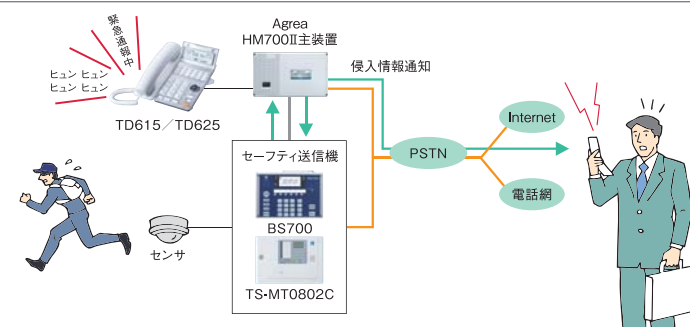 緊急通報中
ヒュン ヒュン
ヒュン ヒュン
TD615／TD625
Agrea
HM700Ⅱ主装置
侵入情報通知
セーフティ送信機
BS700
TS-MT0802C
センサ
PSTN
Internet
電話網